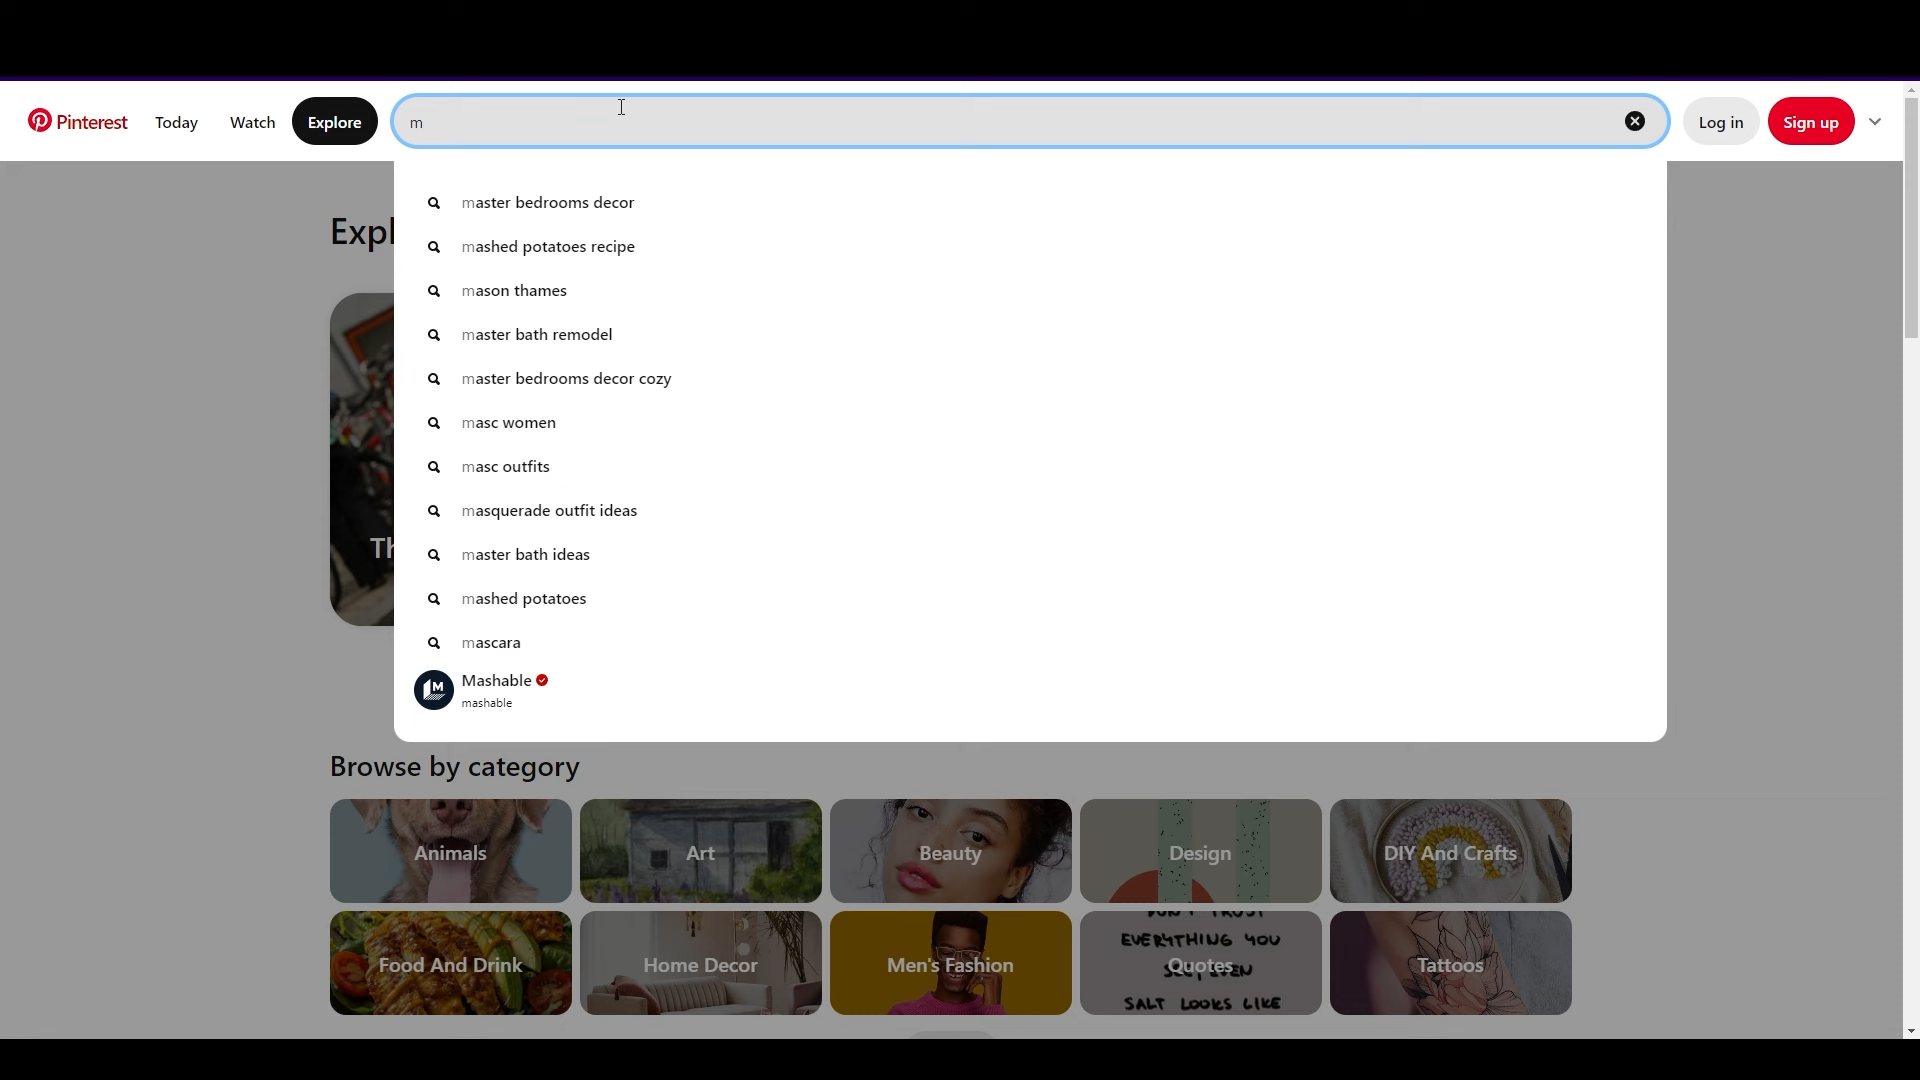 Pinterest
Today
Watch
Explore
m
Log in
Sign up
Expl
master bedrooms decor
mashed potatoes recipe
mason thames
master bath remodel
master bedrooms decor cozy
masc women
masc outfits
masquerade outfit ideas
master bath ideas
mashed potatoes
mascara
Mashable
mashable
Th
Browse by category
Animals
Art
Beauty
Design
DIY And Crafts
Food And Drink
Home Decor
Men's Fashion
EVERYTHING YOU
Quotes
SALT LOOKS LIKE
Tattoos